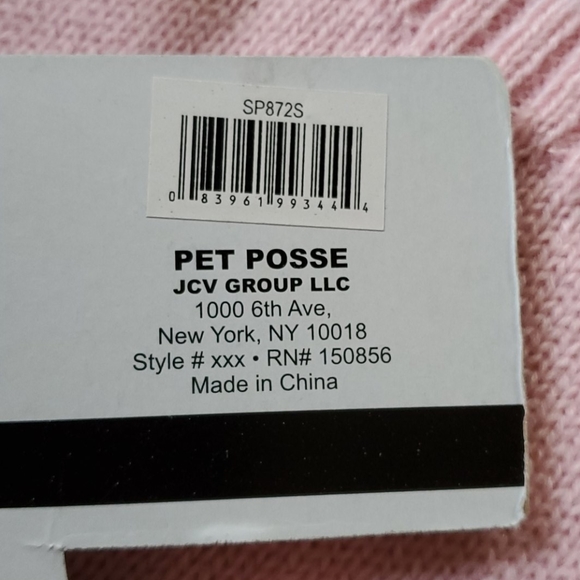 SP872S
0 83961 99344 4
PET POSSE
JCV GROUP LLC
1000 6th Ave,
New York, NY 10018
Style # xxx • RN# 150856
Made in China